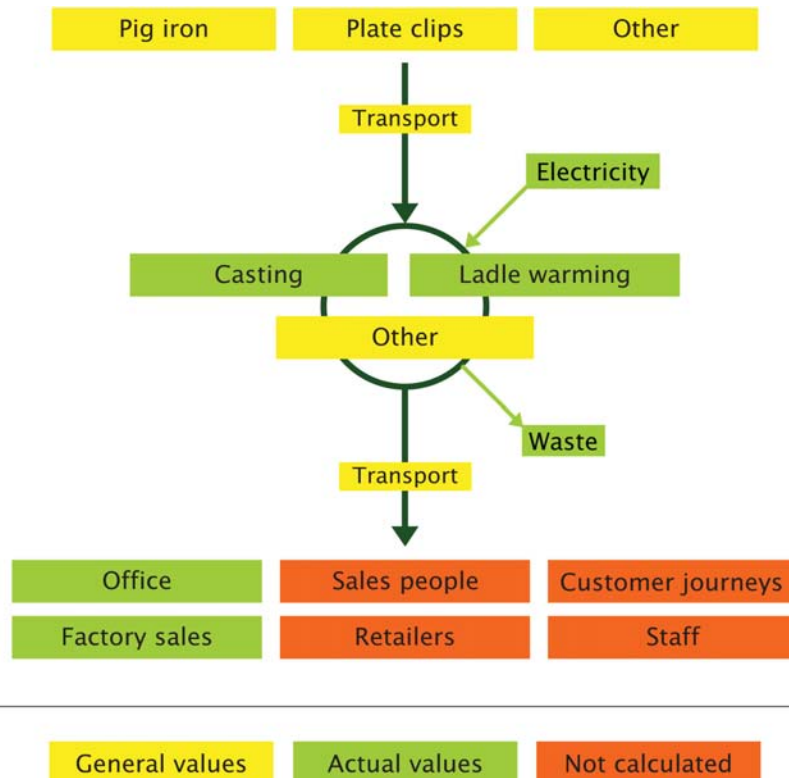 Pig iron
Plate clips
Other
Transport
Electricity
Casting
Ladle warming
Other
Waste
Transport
Office
Sales people
Customer journeys
Factory sales
Retailers
Staff
General values
Actual values
Not calculated